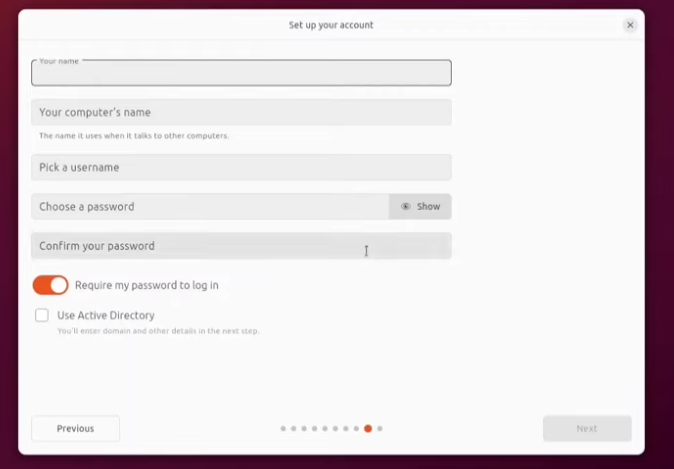 Set up your account
Your name
Your computer's name
The name it uses when it talks to other computers.
Pick a username
Choose a password
Show
Confirm your password
Require my password to log in
Use Active Directory
You'll enter domain and other details in the next step.
Previous
Next